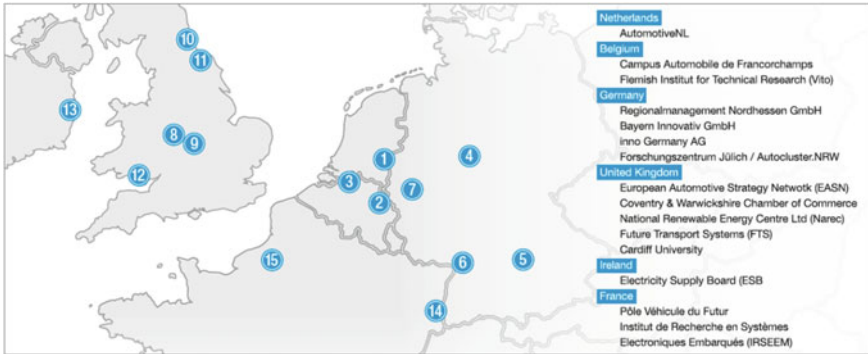 10
11
13
8
9
12
1
4
3
7
2
15
6
5
14
Netherlands
AutomotiveNL
Belgium
Campus Automobile de Francorchamps
Flemish Institut for Technical Research (Vito)
Germany
Regionalmanagement Nordhessen GmbH
Bayern Innovativ GmbH
inno Germany AG
Forschungszentrum Jülich / Autocluster.NRW
United Kingdom
European Automotive Strategy Netwotk (EASN)
Coventry & Warwickshire Chamber of Commerce
National Renewable Energy Centre Ltd (Narec)
Future Transport Systems (FTS)
Cardiff University
Ireland
Electricity Supply Board (ESB
France
Pôle Véhicule du Futur
Institut de Recherche en Systèmes
Electroniques Embarqués (IRSEEM)